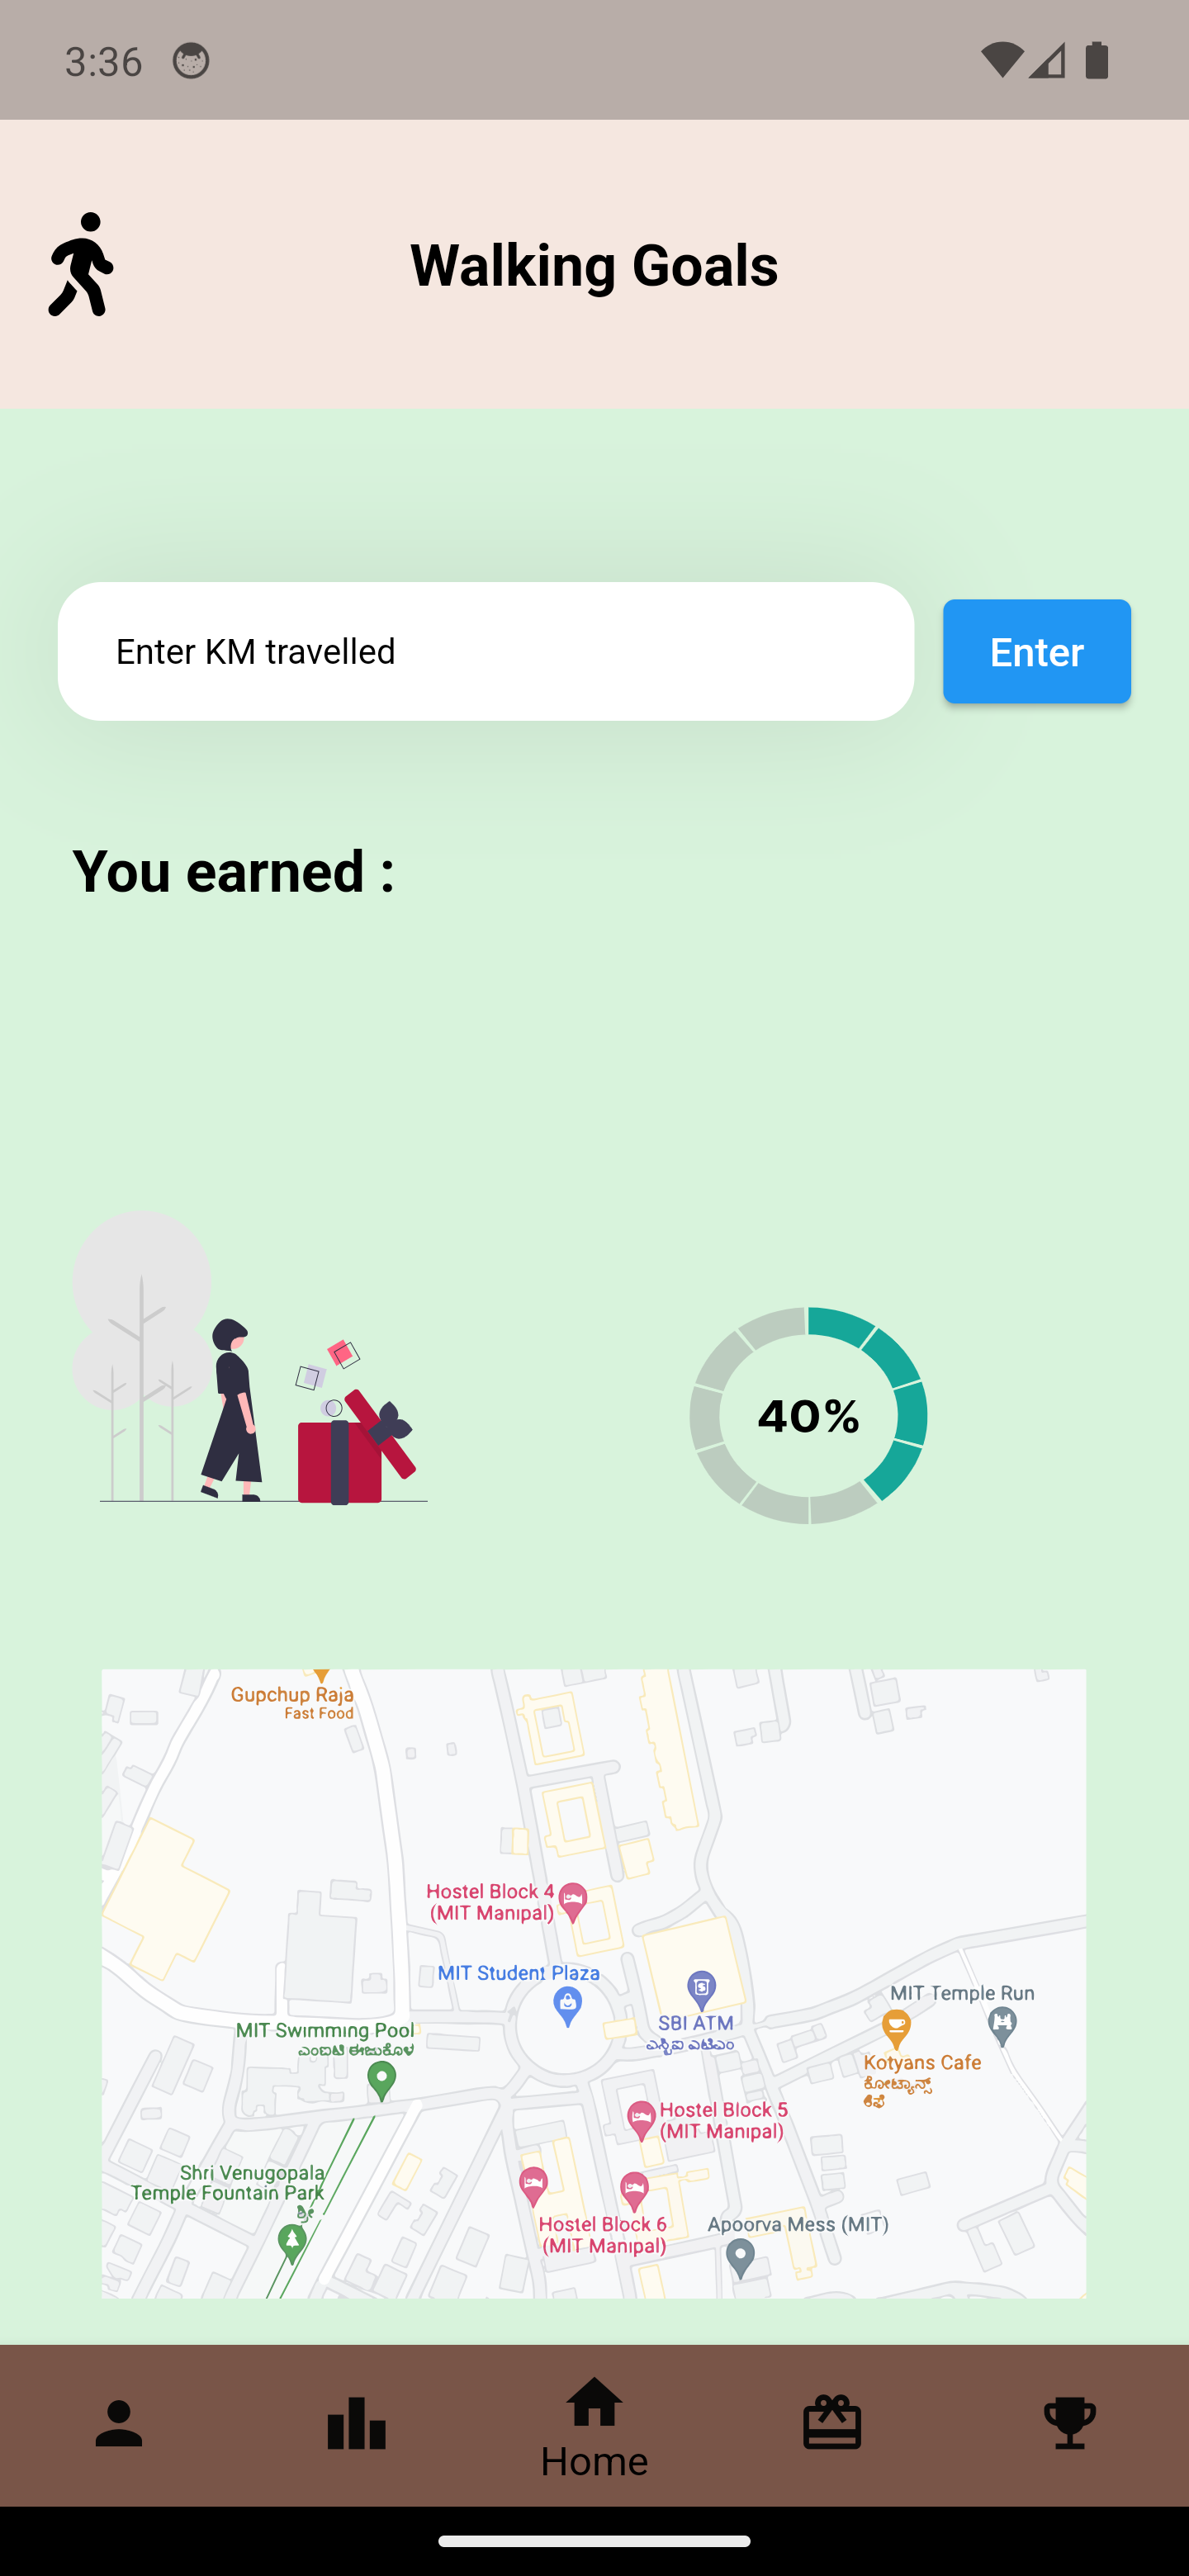 3:36
Walking Goals
Enter KM travelled
Enter
You earned :
40%
Gupchup Raja
Fast Food
Hostel Block 4
(MIT Manipal)
MIT Student Plaza
MIT Temple Run
SBI ATM
ಎಸ್ಬಿಐ ಎಟಿಎಂ
MIT Swimming Pool
ಎಂಐಟಿ ಈಜುಕೊಳ
Kotyans Cafe
ಕೋಟ್ಯಾನ್ಸ್
ಕೆಫೆ
Hostel Block 5
(MIT Manipal)
Shri Venugopala
Temple Fountain Park
ಶ್ರೀ
Hostel Block 6
(MIT Manipal)
Apoorva Mess (MIT)
Home